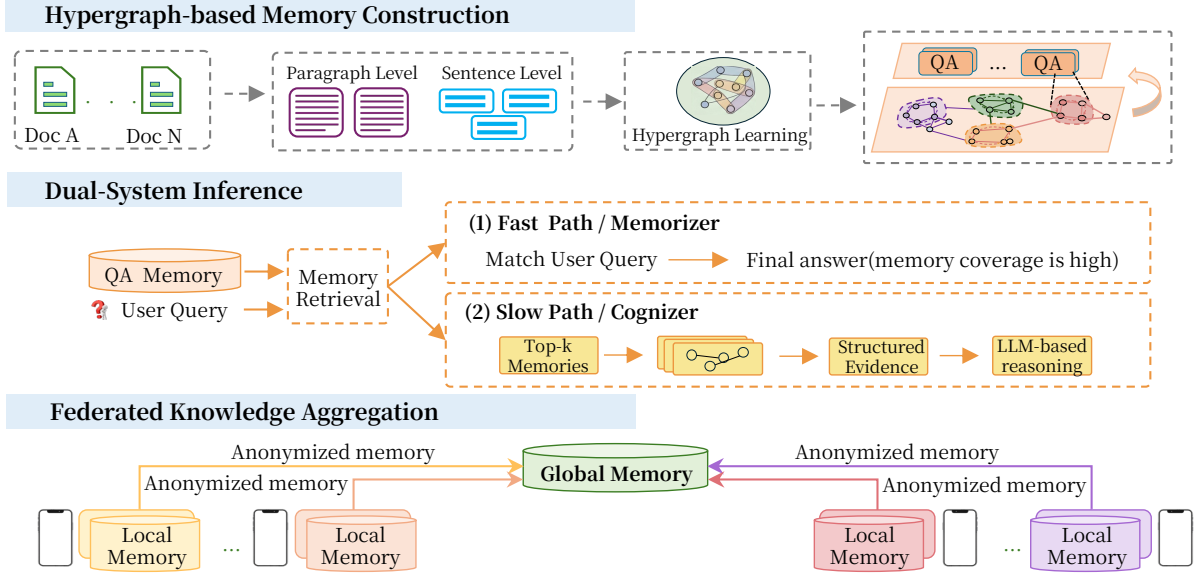 Hypergraph-based Memory Construction
Doc A
. . .
Doc N
Paragraph Level
Sentence Level
Hypergraph Learning
QA
...
QA
Dual-System Inference
QA Memory
? User Query
Memory
Retrieval
(1) Fast Path / Memorizer
Match User Query
Final answer(memory coverage is high)
(2) Slow Path / Cognizer
Top-k
Memories
Structured
Evidence
LLM-based
reasoning
Federated Knowledge Aggregation
Anonymized memory
Anonymized memory
Global Memory
Anonymized memory
Anonymized memory
Local
Memory
...
Local
Memory
Local
Memory
...
Local
Memory